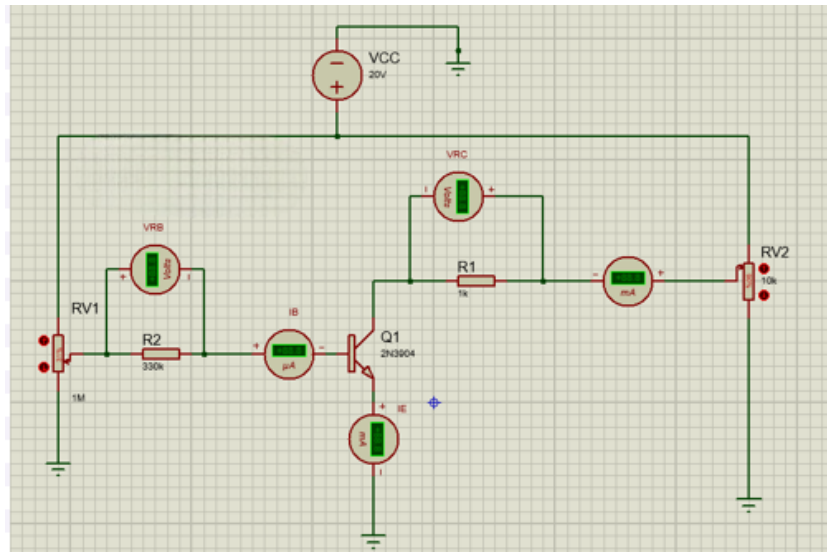 VCC
20V
VRC
VRB
Volts
Volts
RV2
10k
R1
1k
mA
RV1
R2
330k
IB
Q1
2N3904
µA
1M
IE
mA